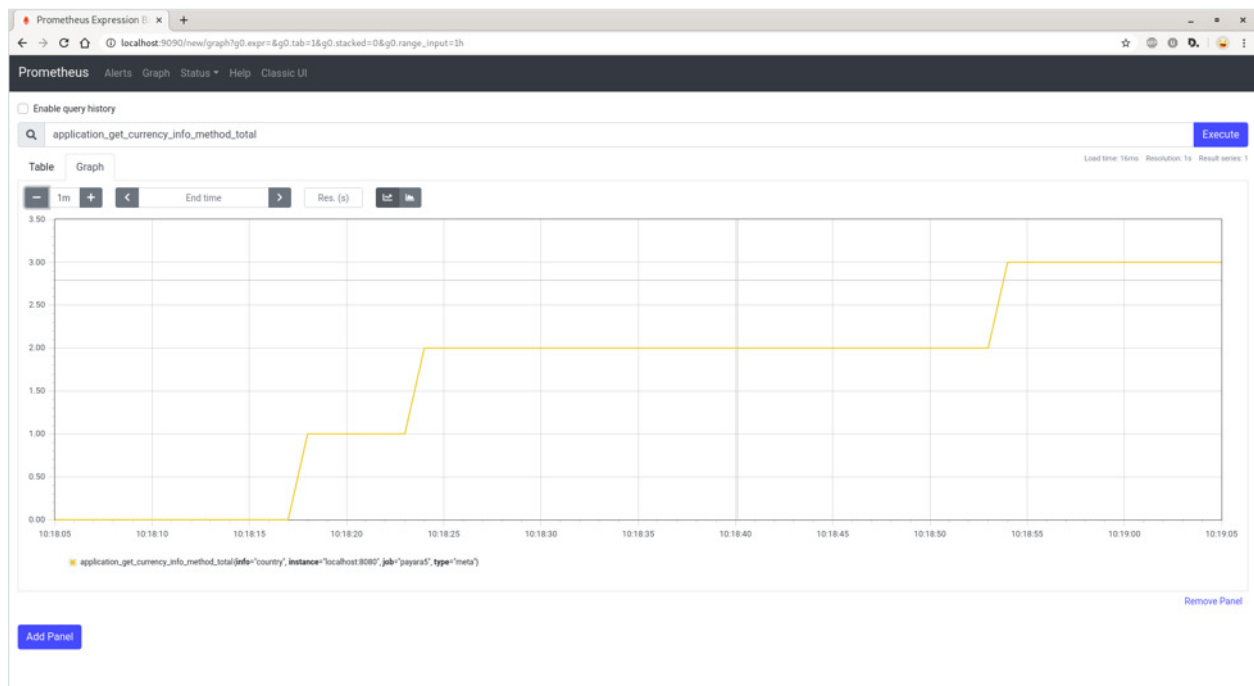 Prometheus Expression B
localhost:9090/new/graph?g0.expr=&g0.tab=1&g0.stacked=0&g0.range_input=1h
D.
Prometheus Alerts Graph Status Help Classic UI
Enable query history
application_get_currency_info_method_total Execute
Load time: 16ms Resolution: 1s Result series: 1
Table Graph
1m End time Res. (s)
3.50
3.00
2.50
2.00
1.50
1.00
0.50
0.00
10:18:05 10:18:10 10:18:15 10:18:20 10:18:25 10:18:30 10:18:35 10:18:40 10:18:45 10:18:50 10:18:55 10:19:00 10:19:05
application_get_currency_info_method_total{info="country", instance="localhost:8080", job="payara5", type="meta"}
Remove Panel
Add Panel